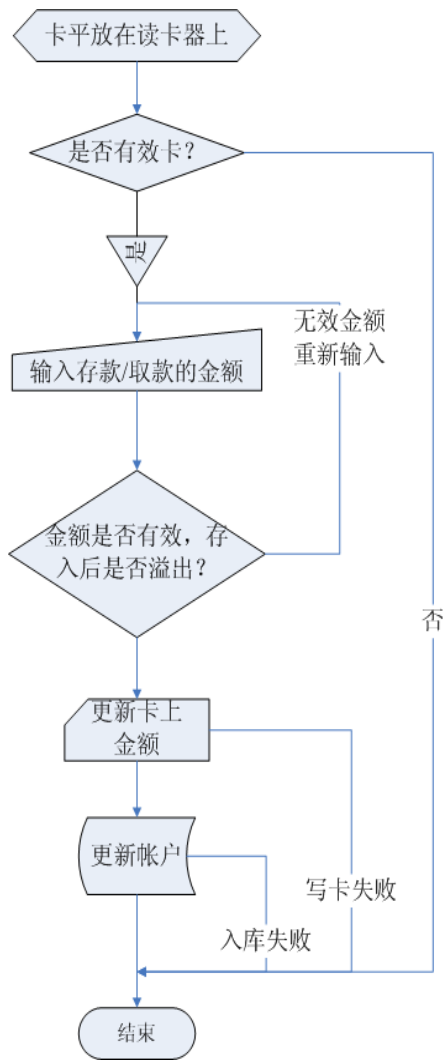 卡平放在读卡器上
是否有效卡？
是
无效金额
重新输入
输入存款/取款的金额
金额是否有效，存
入后是否溢出？
否
更新卡上
金额
更新帐户
写卡失败
入库失败
结束